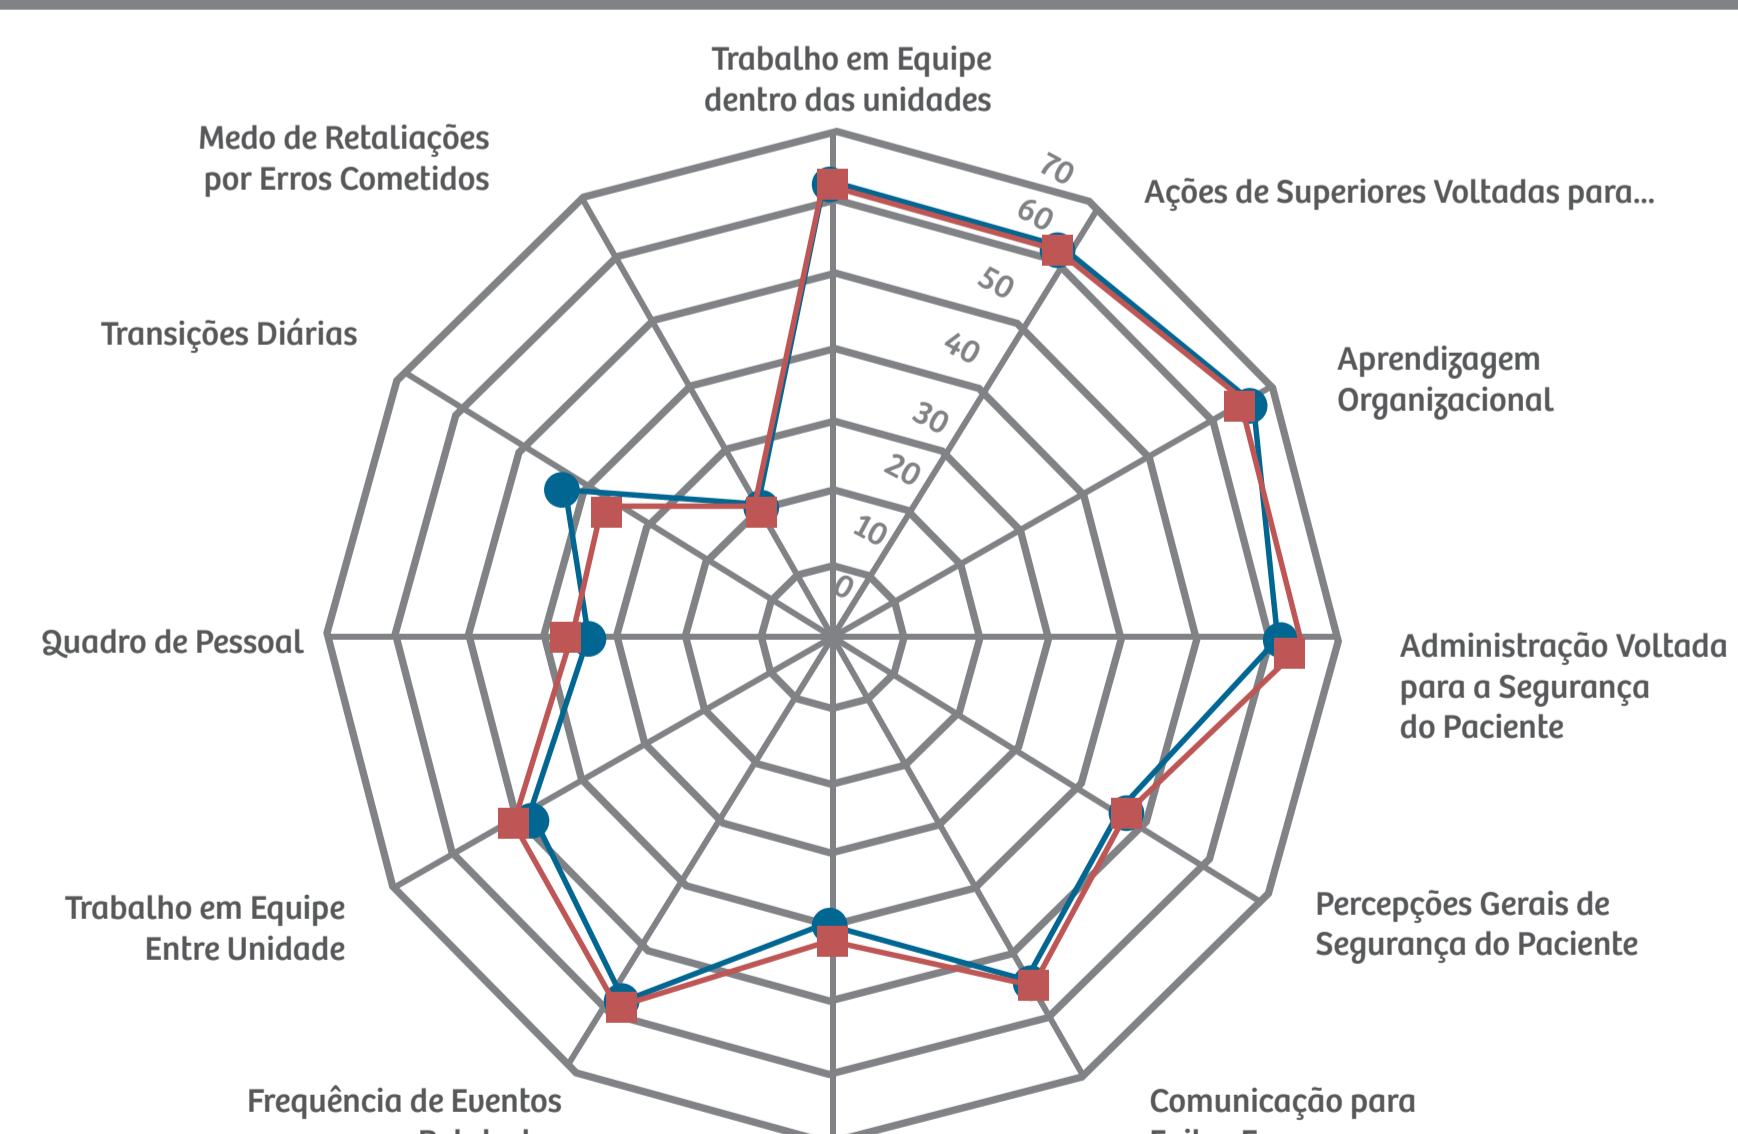 Trabalho em Equipe
dentro das unidades
Medo de Retaliações
por Erros Cometidos
70
Ações de Superiores Voltadas para...
60
50
Transições Diárias
40
Aprendizagem
Organizacional
30
20
10
0
Quadro de Pessoal
Administração Voltada
para a Segurança
do Paciente
Trabalho em Equipe
Entre Unidade
Percepções Gerais de
Segurança do Paciente
Frequência de Eventos
Comunicação para